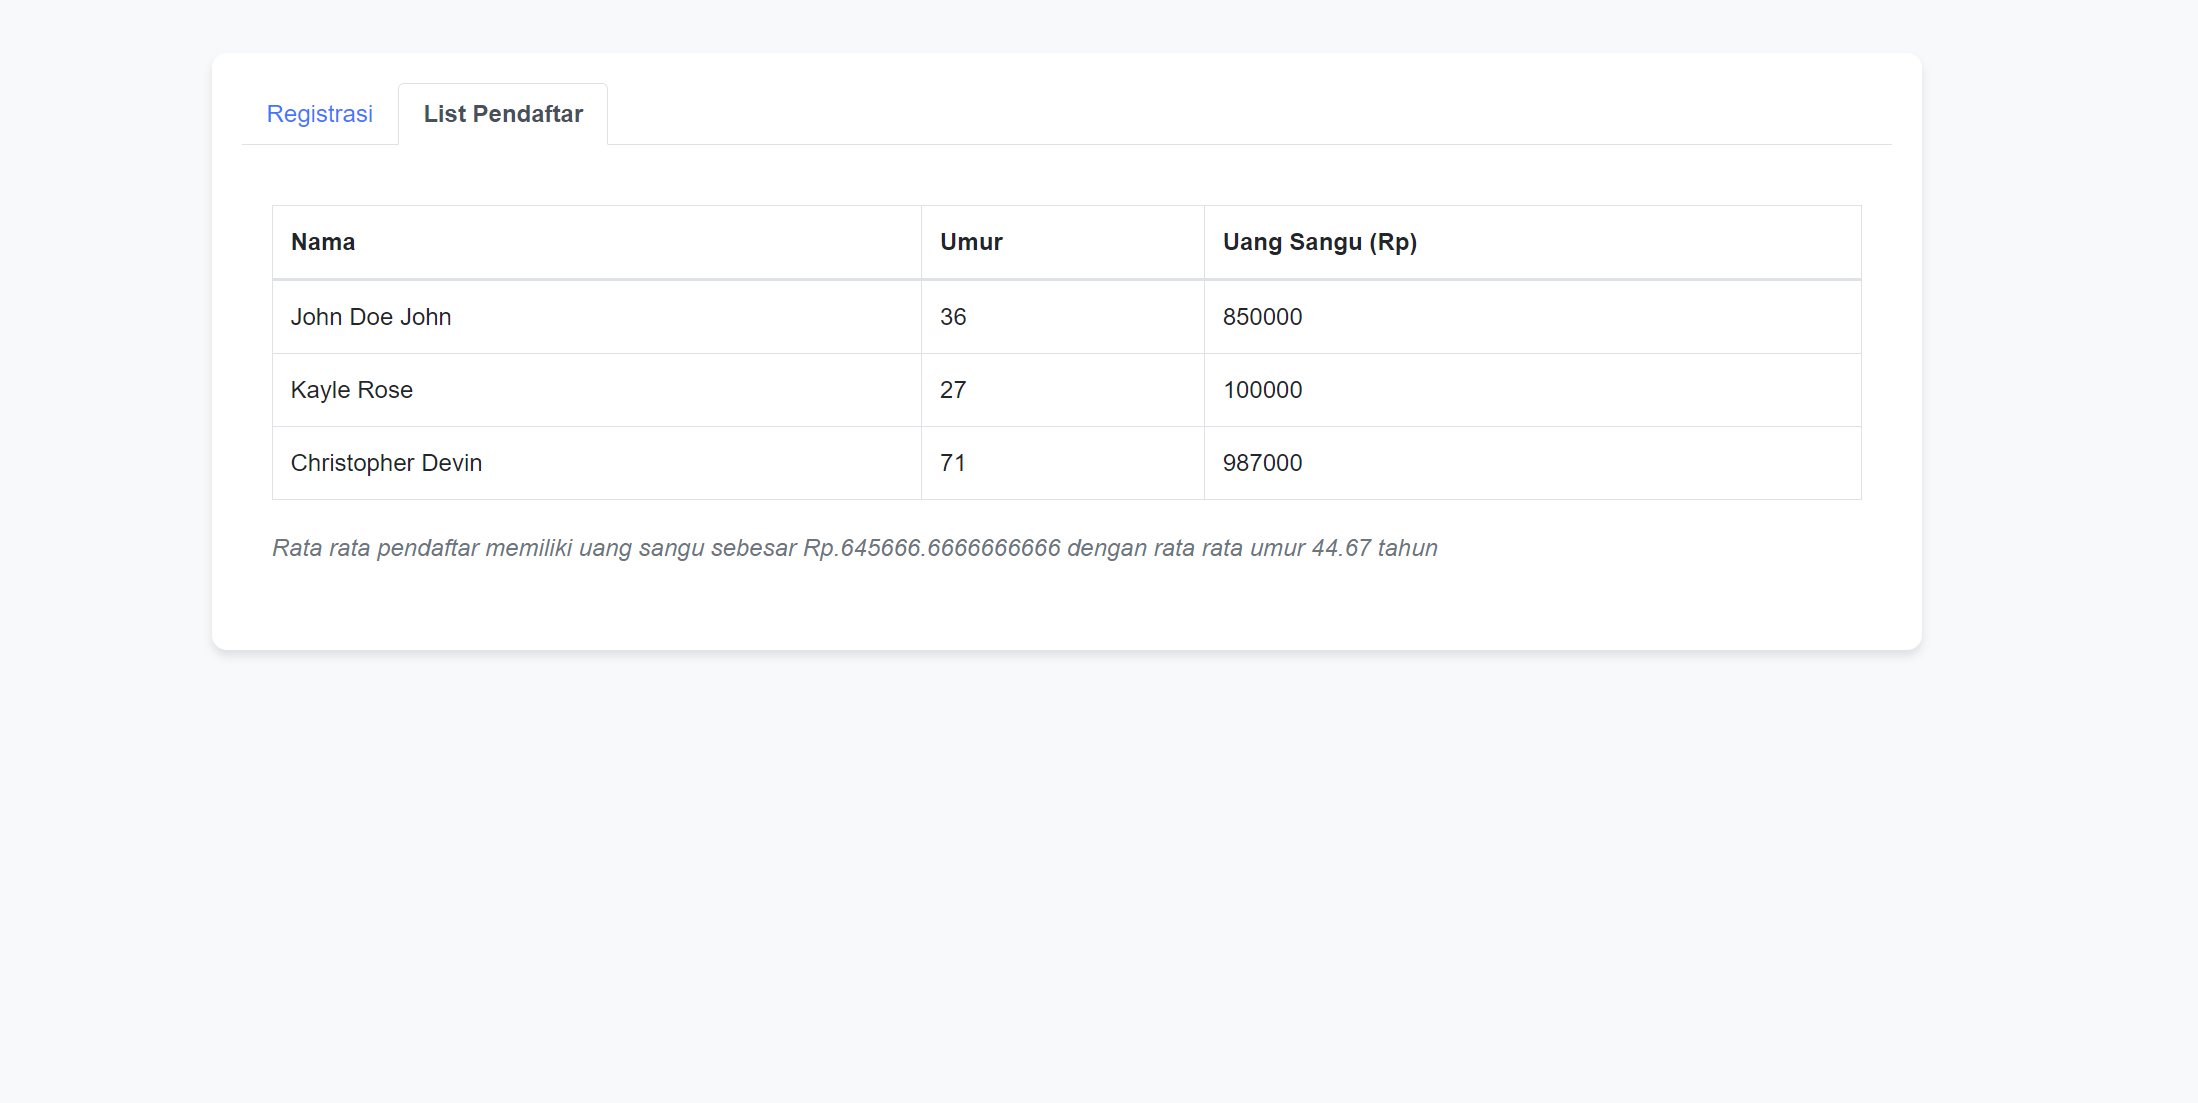 Registrasi List Pendaftar
Nama Umur Uang Sangu (Rp)
John Doe John 36 850000
Kayle Rose 27 100000
Christopher Devin 71 987000
Rata rata pendaftar memiliki uang sangu sebesar Rp.645666.6666666666 dengan rata rata umur 44.67 tahun